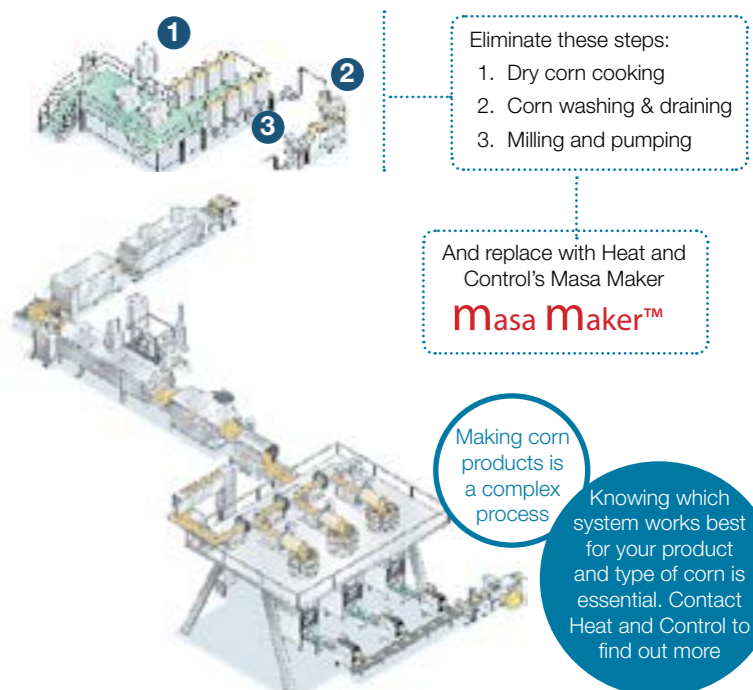 1
2
3
Eliminate these steps:
1. Dry corn cooking
2. Corn washing & draining
3. Milling and pumping
And replace with Heat and
Control’s Masa Maker
masa maker™
Making corn
products is
a complex
process
Knowing which
system works best
for your product
and type of corn is
essential. Contact
Heat and Control to
find out more